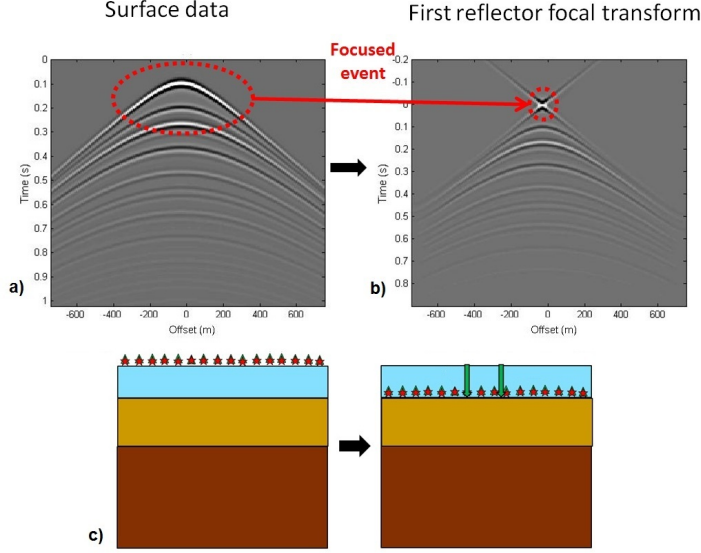 Surface data
First reflector focal transform
Focused
event
0
0.1
0.2
0.3
0.4
0.5
0.6
0.7
0.8
0.9
1
Time (s)
-600 -400 -200 0 200 400 600
Offset (m)
a)
-0.2
-0.1
0
0.1
0.2
0.3
0.4
0.5
0.6
0.7
0.8
Time (s)
-600 -400 -200 0 200 400 600
Offset (m)
b)
c)